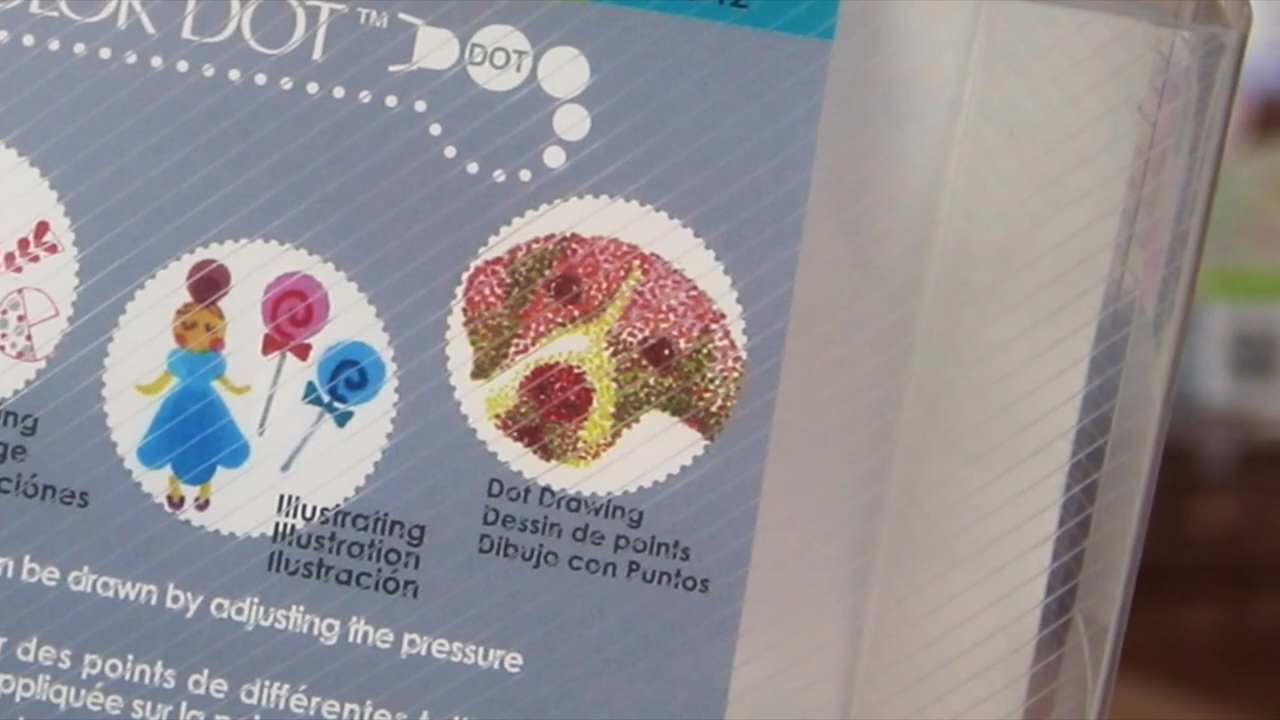 OLOR DOT™ DOT
ing
ge
ciónes
Illustrating
Illustration
Ilustración
Dot Drawing
Dessin de points
Dibujo con Puntos
n be drawn by adjusting the pressure
r des points de différentes
ppliquée sur la